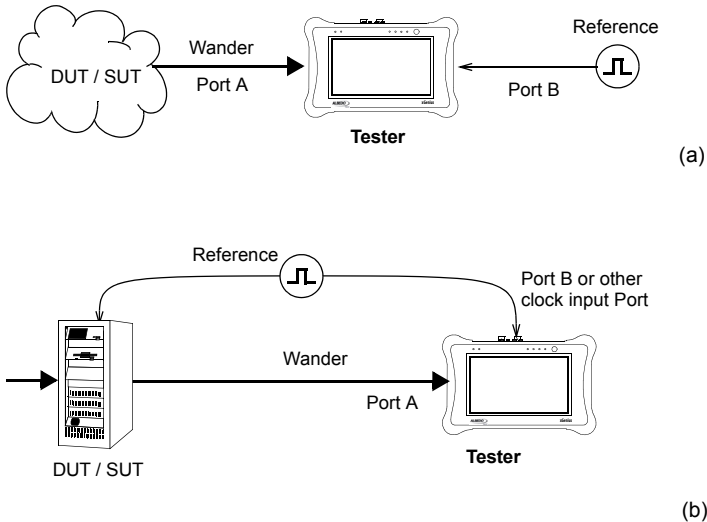 Reference
Wander
DUT / SUT
Port A
Port B
Tester
(a)
Reference
Port B or other
clock input Port
Wander
Port A
DUT / SUT
Tester
(b)